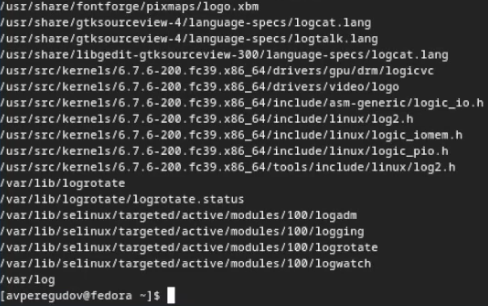 /usr/share/fontforge/pixmaps/logo.xbm
/usr/share/gtksourceview-4/language-specs/logcat.lang
/usr/share/gtksourceview-4/language-specs/logtalk.lang
/usr/share/libgedit-gtksourceview-300/language-specs/logcat.lang
/usr/src/kernels/6.7.6-200.fc39.x86_64/drivers/gpu/drm/logicvc
/usr/src/kernels/6.7.6-200.fc39.x86_64/drivers/video/logo
/usr/src/kernels/6.7.6-200.fc39.x86_64/include/asm-generic/logic_io.h
/usr/src/kernels/6.7.6-200.fc39.x86_64/include/linux/log2.h
/usr/src/kernels/6.7.6-200.fc39.x86_64/include/linux/logic_iomem.h
/usr/src/kernels/6.7.6-200.fc39.x86_64/include/linux/logic_pio.h
/usr/src/kernels/6.7.6-200.fc39.x86_64/tools/include/linux/log2.h
/var/lib/logrotate
/var/lib/logrotate/logrotate.status
/var/lib/selinux/targeted/active/modules/100/logadm
/var/lib/selinux/targeted/active/modules/100/logging
/var/lib/selinux/targeted/active/modules/100/logrotate
/var/lib/selinux/targeted/active/modules/100/logwatch
/var/log
[avperegudov@fedora ~]$